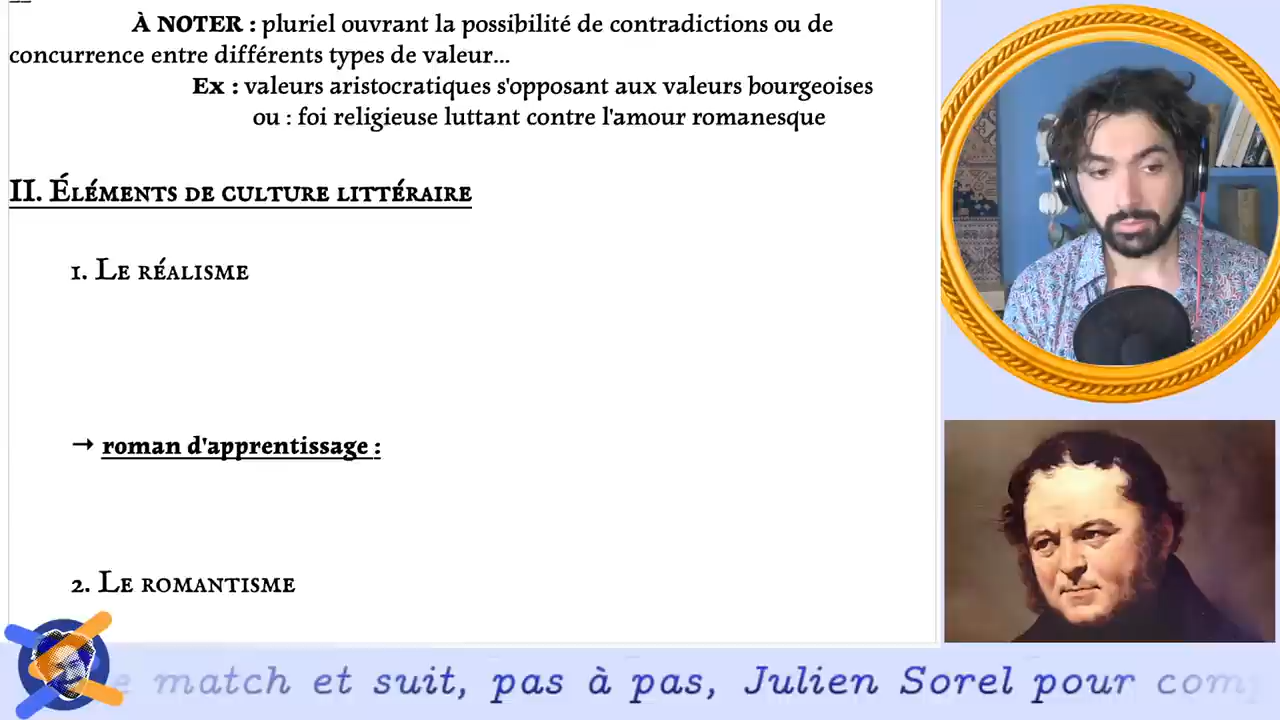 À NOTER : pluriel ouvrant la possibilité de contradictions ou de
concurrence entre différents types de valeur...
Ex : valeurs aristocratiques s'opposant aux valeurs bourgeoises
ou : foi religieuse luttant contre l'amour romanesque
II. Éléments de culture littéraire
1. Le réalisme
→ roman d'apprentissage :
2. Le romantisme
match et suit, pas à pas, Julien Sorel pour